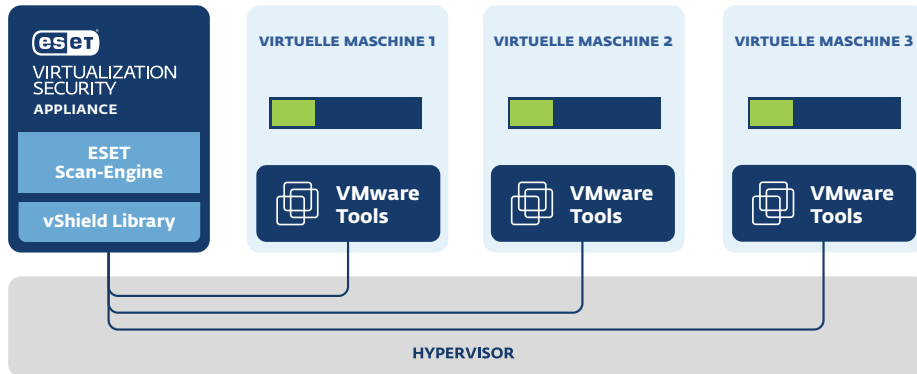 eseT
VIRTUALIZATION
SECURITY
APPLIANCE
ESET
Scan-Engine
vShield Library
VIRTUELLE MASCHINE 1
VMware
Tools
VIRTUELLE MASCHINE 2
VMware
Tools
VIRTUELLE MASCHINE 3
VMware
Tools
HYPERVISOR